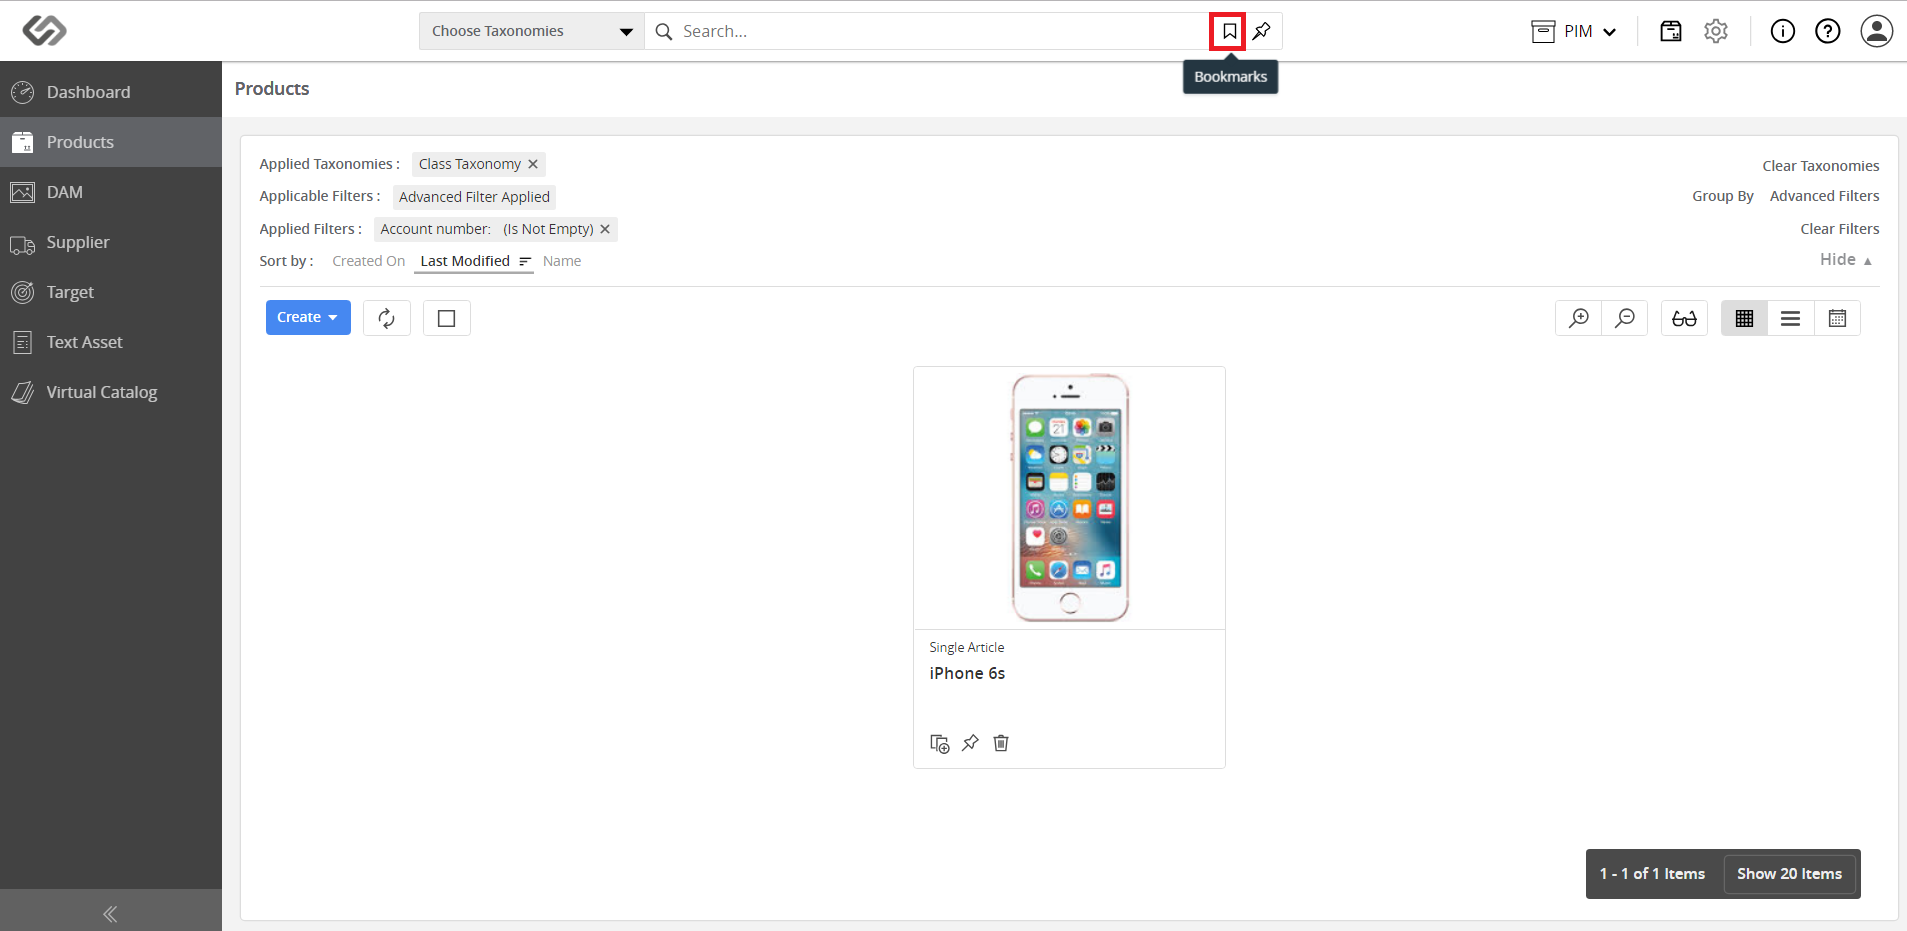 Choose Taxonomies
Search...
PIM
Bookmarks
Dashboard
Products
DAM
Supplier
Target
Text Asset
Virtual Catalog
Products
Applied Taxonomies : Class Taxonomy ✕ Clear Taxonomies
Applicable Filters : Advanced Filter Applied Group By Advanced Filters
Applied Filters : Account number: (Is Not Empty) ✕ Clear Filters
Sort by : Created On Last Modified Name Hide ▲
Create
21
Single Article
iPhone 6s
1 - 1 of 1 Items Show 20 Items